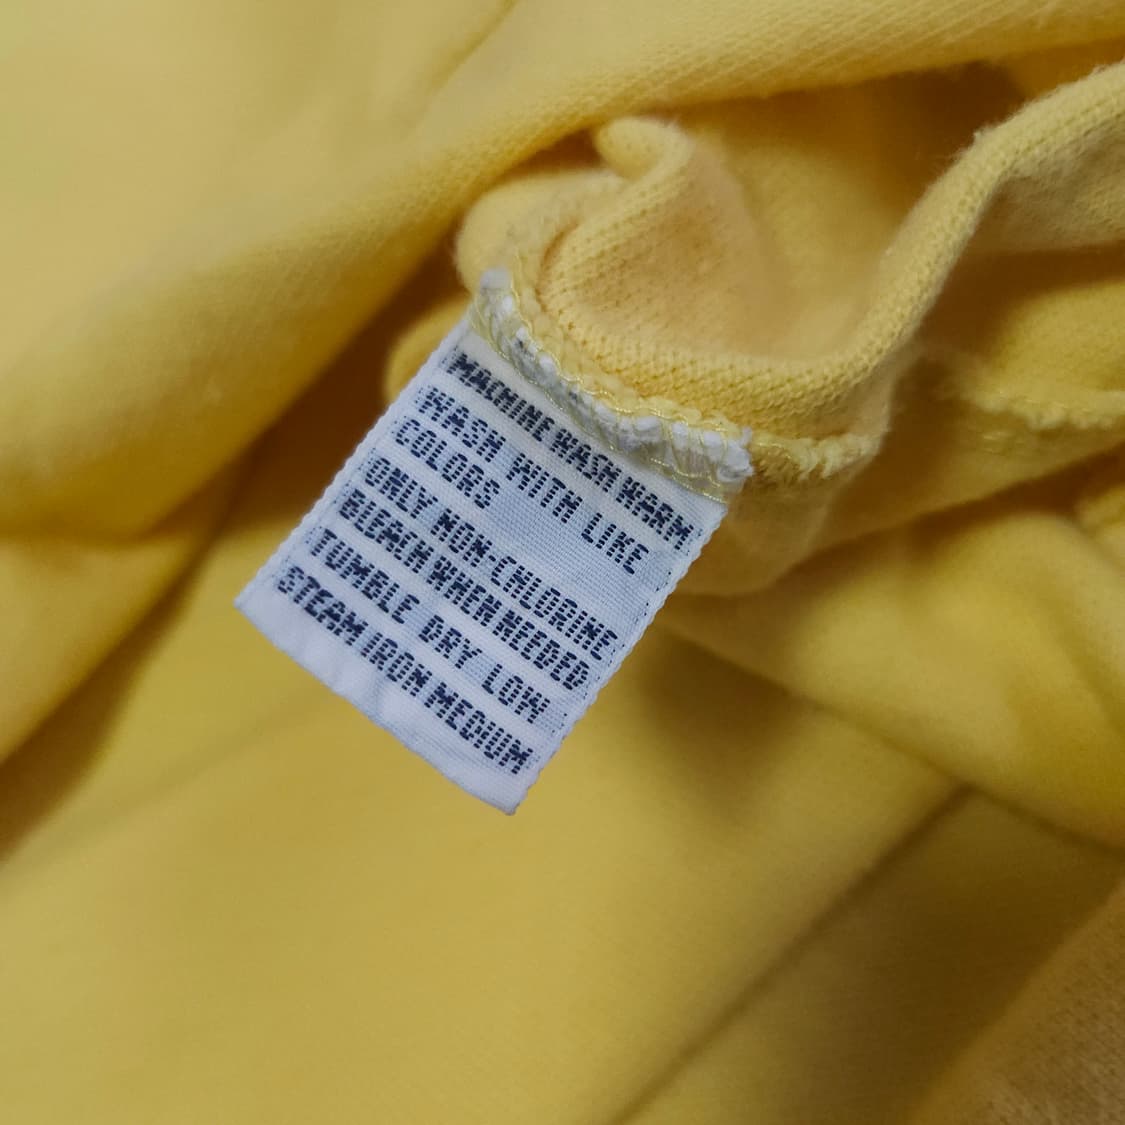 MACHINE WASH WARM
WASH WITH LIKE
COLORS
ONLY NON-CHLORINE
BLEACH WHEN NEEDED
TUMBLE DRY LOW
STEAM IRON MEDIUM